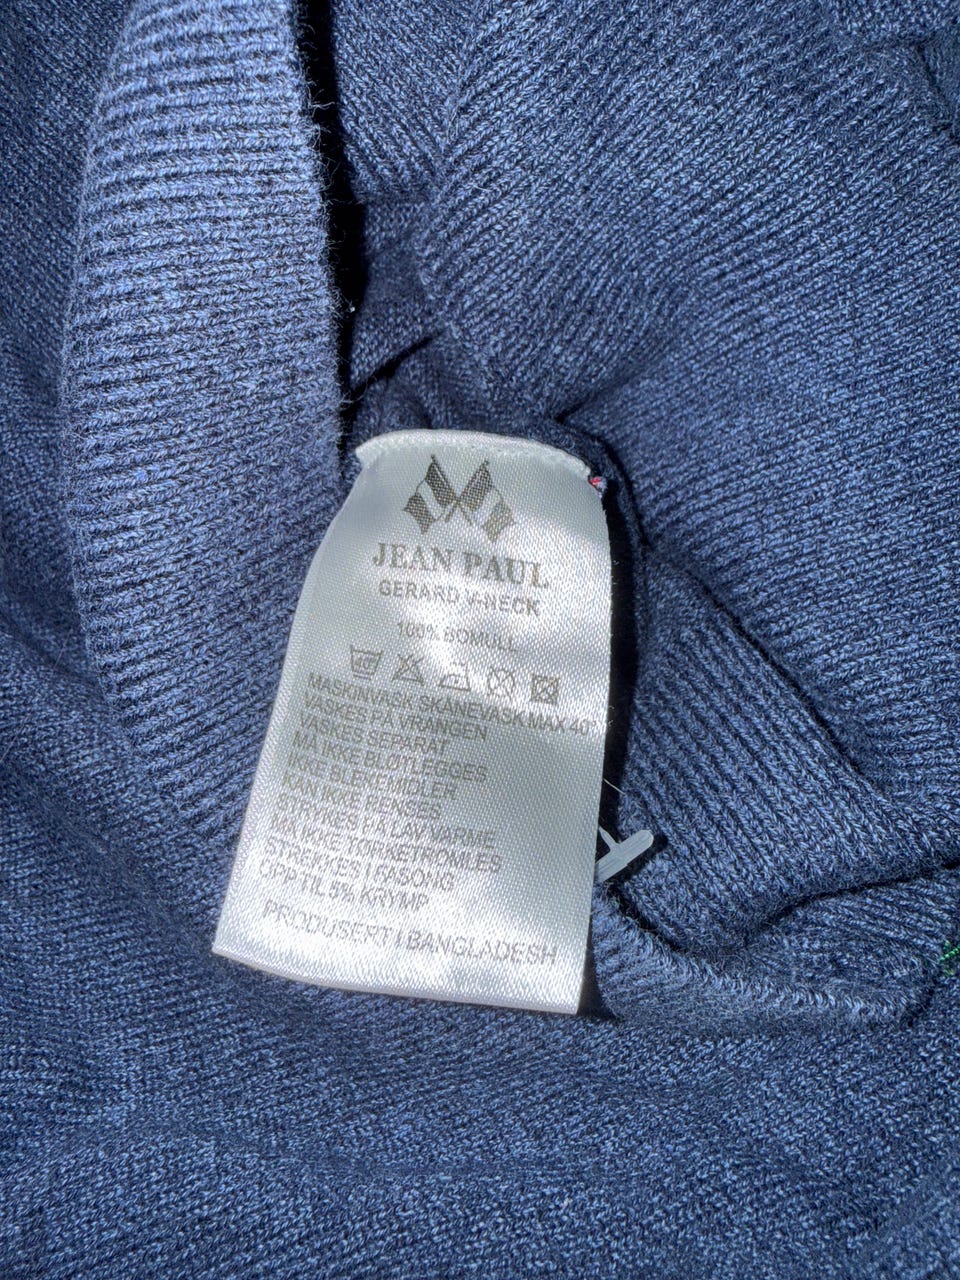 JEAN PAUL
GERARD V-NECK
100% BOMULL
40°
MASKINVASK SKÅNEVASK MAX 40°
VASKES PÅ VRANGEN
VASKES SEPARAT
MÅ IKKE BLØTLEGGES
IKKE BLEKEMIDLER
KAN IKKE RENSES
STRYKES PÅ LAV VARME
MÅ IKKE TØRKETROMLES
STREKKES I FASONG
OPP TIL 5% KRYMP
PRODUSERT I BANGLADESH